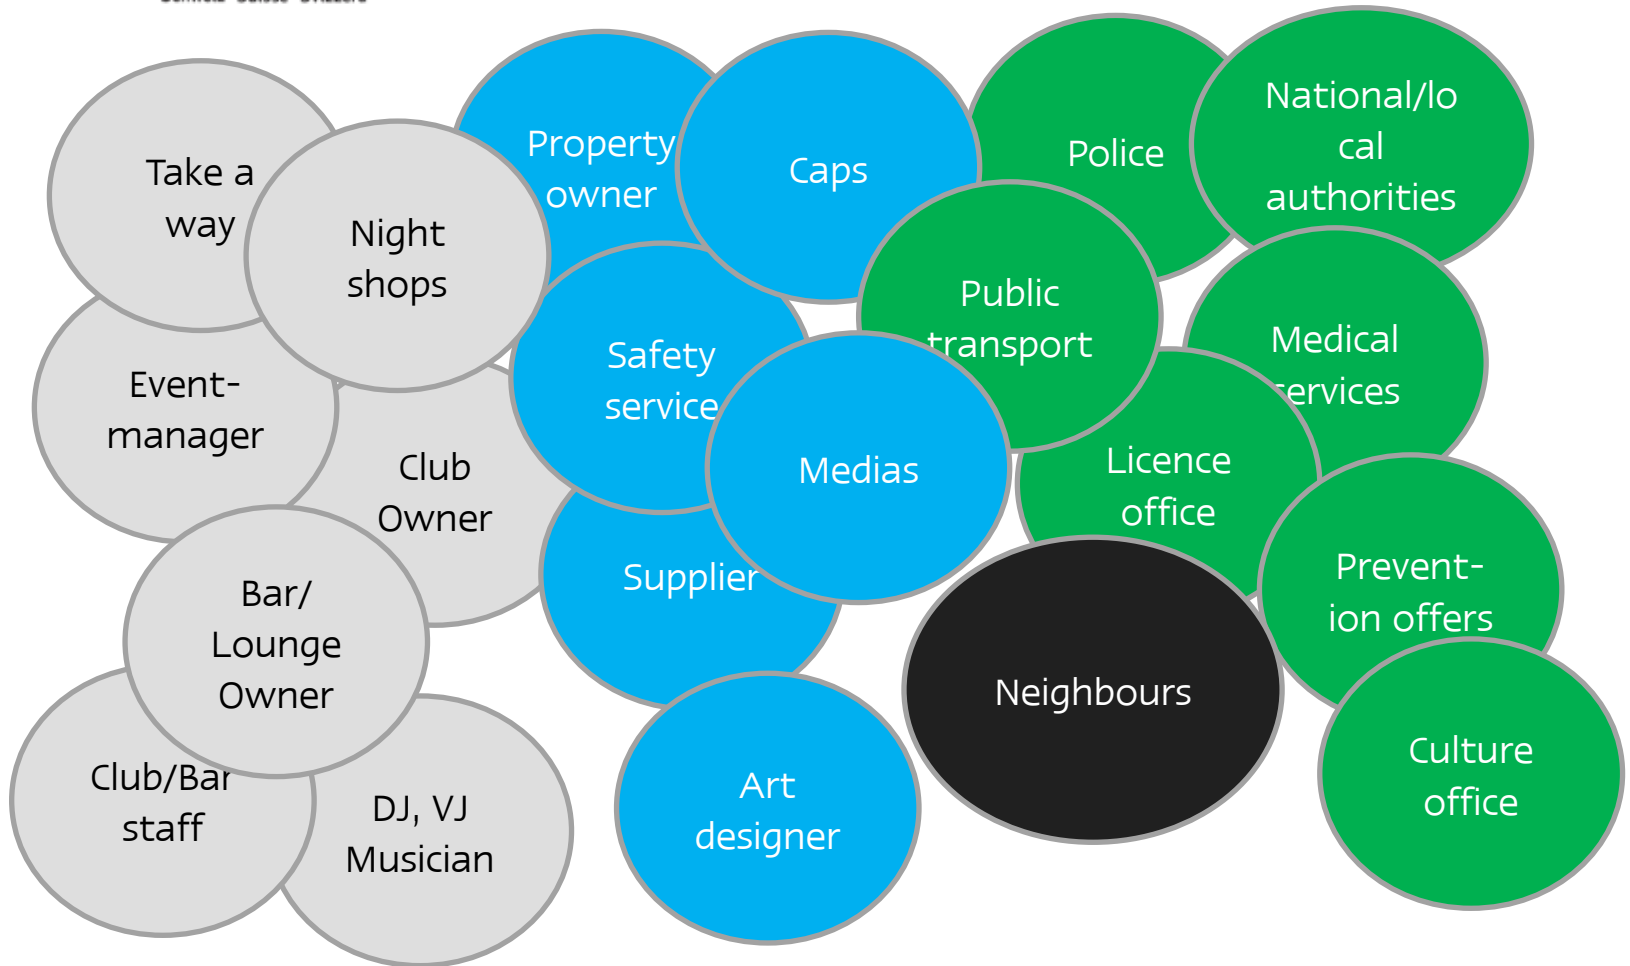 Take a
way
Night
shops
Event-
manager
Club
Owner
Bar/
Lounge
Owner
Club/Bar
staff
DJ, VJ
Musician
Property
owner
Caps
Safety
service
Medias
Supplier
Art
designer
Police
National/lo
cal
authorities
Public
transport
Medical
services
Licence
office
Prevent-
ion offers
Neighbours
Culture
office